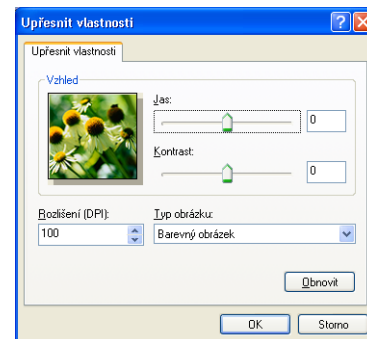 Upřesnit vlastnosti
Upřesnit vlastnosti
Vzhled
Jas:
0
Kontrast:
0
Rozlišení (DPI): Typ obrázku:
100 Barevný obrázek
Obnovit
OK Storno